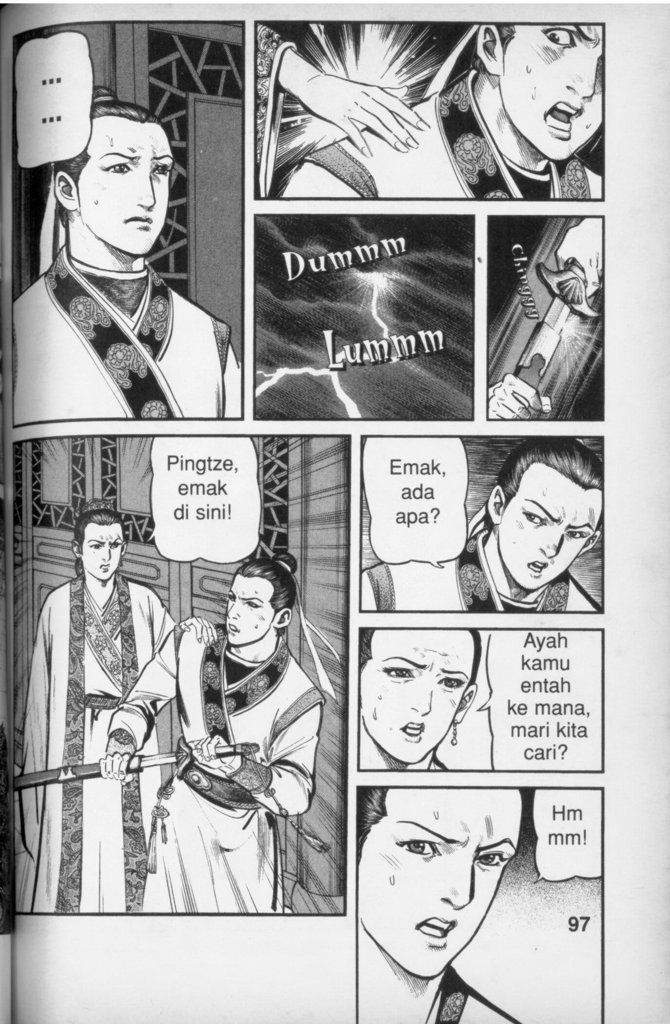 ...
...
Dummm
Lummm
Chinggg
Pingtze,
emak
di sini!
Emak,
ada
apa?
Ayah
kamu
entah
ke mana,
mari kita
cari?
Hm
mm!
97